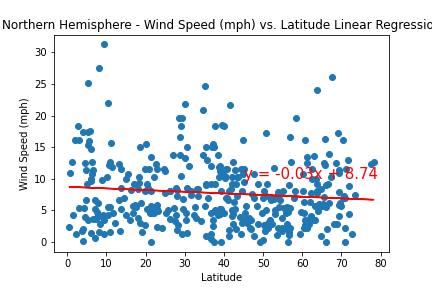 Northern Hemisphere - Wind Speed (mph) vs. Latitude Linear Regressio
30
25
20
15
10
5
0
Wind Speed (mph)
y = -0.03x + 8.74
0 10 20 30 40 50 60 70 80
Latitude